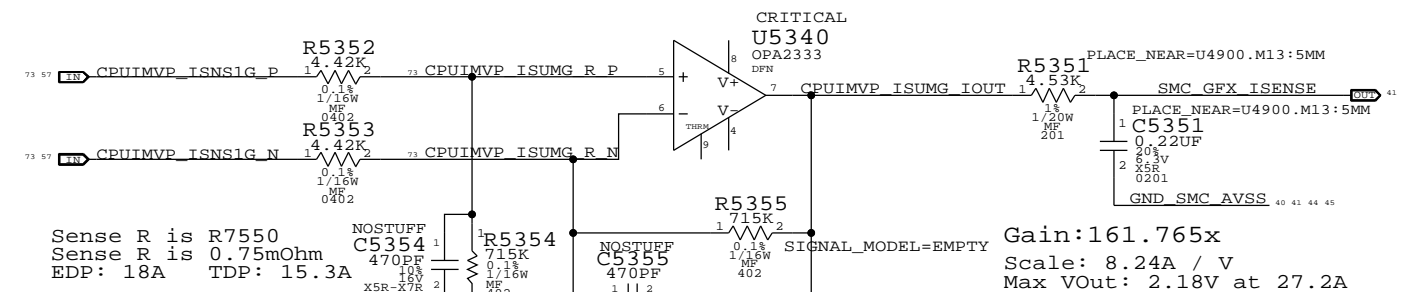 CRITICAL
U5340
OPA2333
DFN
R5352
4.42K
73 57 IN CPUIMVP_ISNS1G_P 1 2 73 CPUIMVP_ISUMG_R_P 5 + 8 V+
0.1%
1/16W
MF
0402
PLACE_NEAR=U4900.M13:5MM
R5351
4.53K
7 CPUIMVP_ISUMG_IOUT 1 2 SMC_GFX_ISENSE OUT 41
1%
1/20W
MF
201
PLACE_NEAR=U4900.M13:5MM
6 - V- 4
THRM
9
R5353
4.42K
73 57 IN CPUIMVP_ISNS1G_N 1 2 73 CPUIMVP_ISUMG_R_N
0.1%
1/16W
MF
0402
1 C5351
0.22UF
20%
6.3V
2 X5R
0201
GND_SMC_AVSS 40 41 44 45
Sense R is R7550
Sense R is 0.75mOhm
EDP: 18A TDP: 15.3A
NOSTUFF
C5354 1
470PF
10%
16V
X5R-X7R 2
1 R5354
715K
0.1%
1/16W
MF
402
NOSTUFF
C5355
470PF
1 2
R5355
715K
1 2
0.1%
1/16W
MF
402
SIGNAL_MODEL=EMPTY
Gain:161.765x
Scale: 8.24A / V
Max VOut: 2.18V at 27.2A